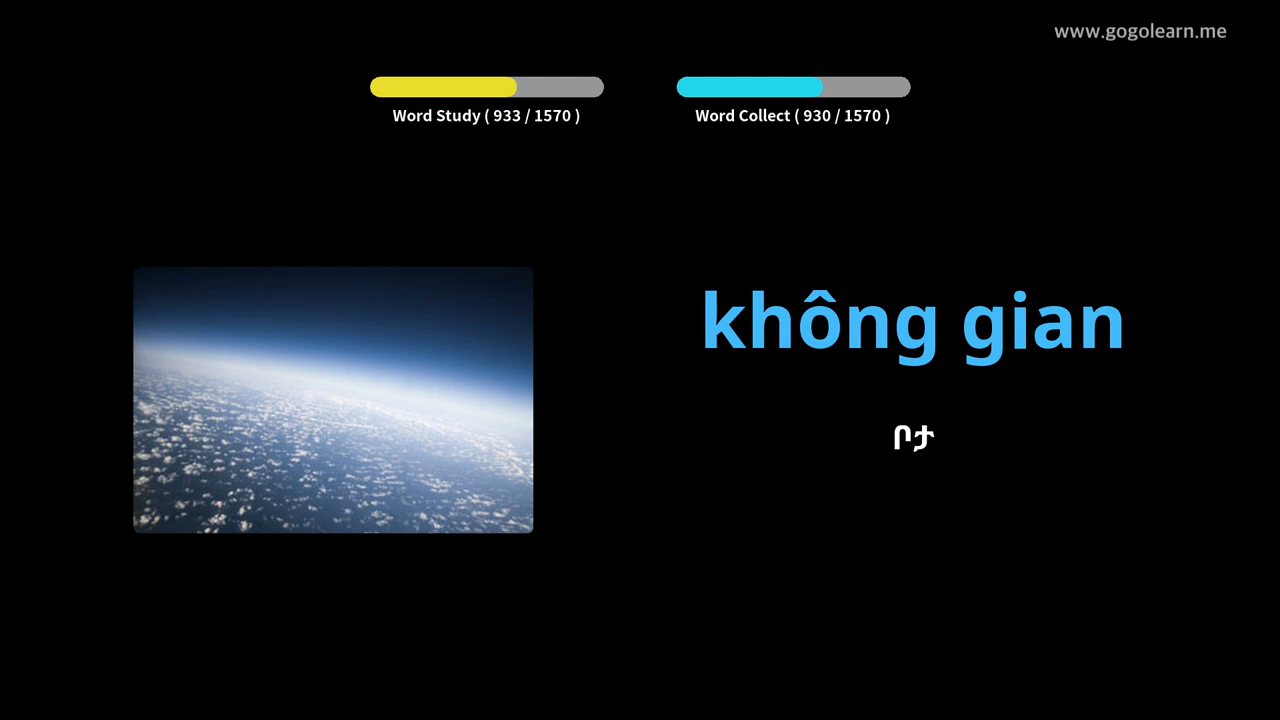 www.gogolearn.me
Word Study ( 933 / 1570 )
Word Collect ( 930 / 1570 )
không gian
ቦታ